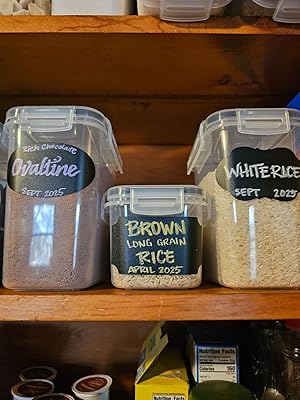 Rich Chocolate
Ovaltine
SEPT 2025
BROWN
LONG GRAIN
RICE
APRIL 2025
WHITE RICE
SEPT 2025
Nutrition Facts
Calories 160
Nutrition Facts